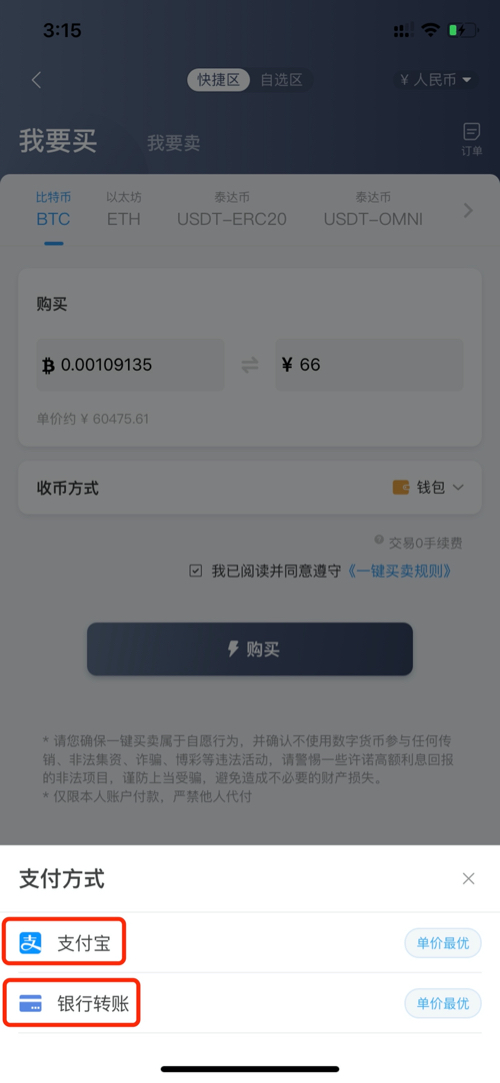 3:15
快捷区 自选区 ¥ 人民币
我要买 我要卖 订单
比特币 以太坊 泰达币 泰达币
BTC ETH USDT-ERC20 USDT-OMNI
购买
0.00109135 ¥ 66
单价约 ¥ 60475.61
收币方式 钱包
交易0手续费
我已阅读并同意遵守《一键买卖规则》
购买
* 请您确保一键买卖属于自愿行为，并确认不使用数字货币参与任何传
销、非法集资、诈骗、博彩等违法活动，请警惕一些许诺高额利息回报
的非法项目，谨防上当受骗，避免造成不必要的财产损失。
* 仅限本人账户付款，严禁他人代付
支付方式
支付宝 单价最优
银行转账 单价最优